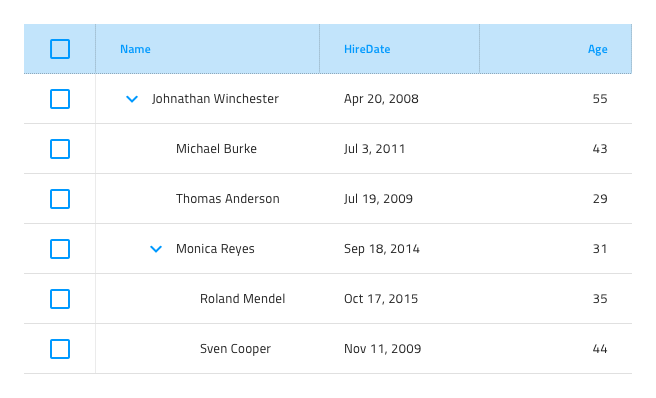 Name HireDate Age
Johnathan Winchester Apr 20, 2008 55
Michael Burke Jul 3, 2011 43
Thomas Anderson Jul 19, 2009 29
Monica Reyes Sep 18, 2014 31
Roland Mendel Oct 17, 2015 35
Sven Cooper Nov 11, 2009 44